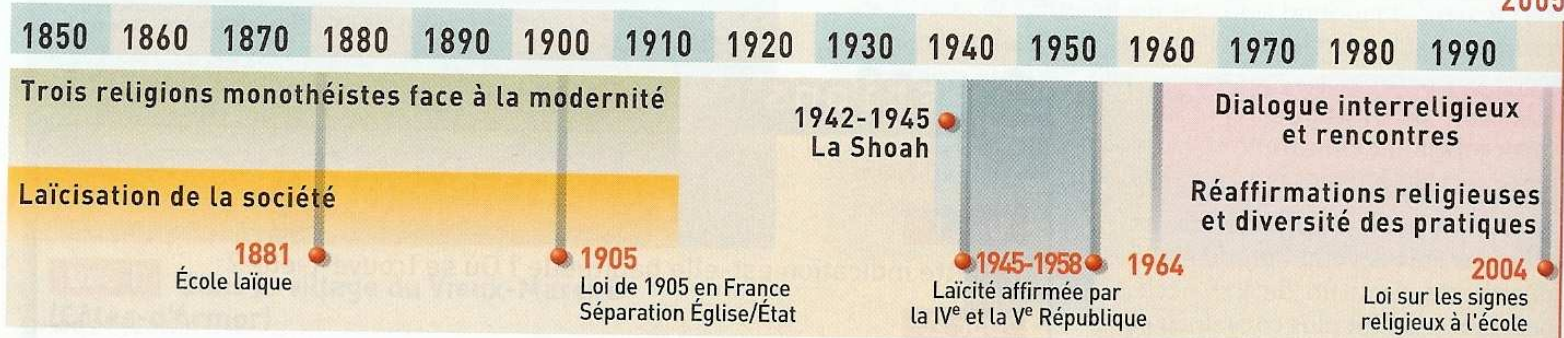 2005
1850 1860 1870 1880 1890 1900 1910 1920 1930 1940 1950 1960 1970 1980 1990
Trois religions monothéistes face à la modernité
1942-1945
La Shoah
Dialogue interreligieux
et rencontres
Laïcisation de la société
Réaffirmations religieuses
et diversité des pratiques
1881
École laïque
1905
Loi de 1905 en France
Séparation Église/État
1945-1958
Laïcité affirmée par
la IVe et la Ve République
1964
2004
Loi sur les signes
religieux à l'école